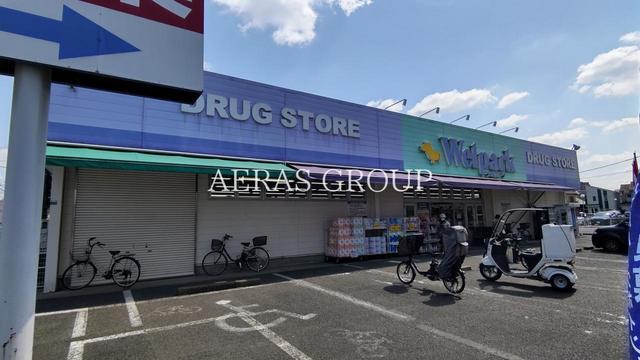 DRUG STORE
Welpark
DRUG STORE
AERAS GROUP